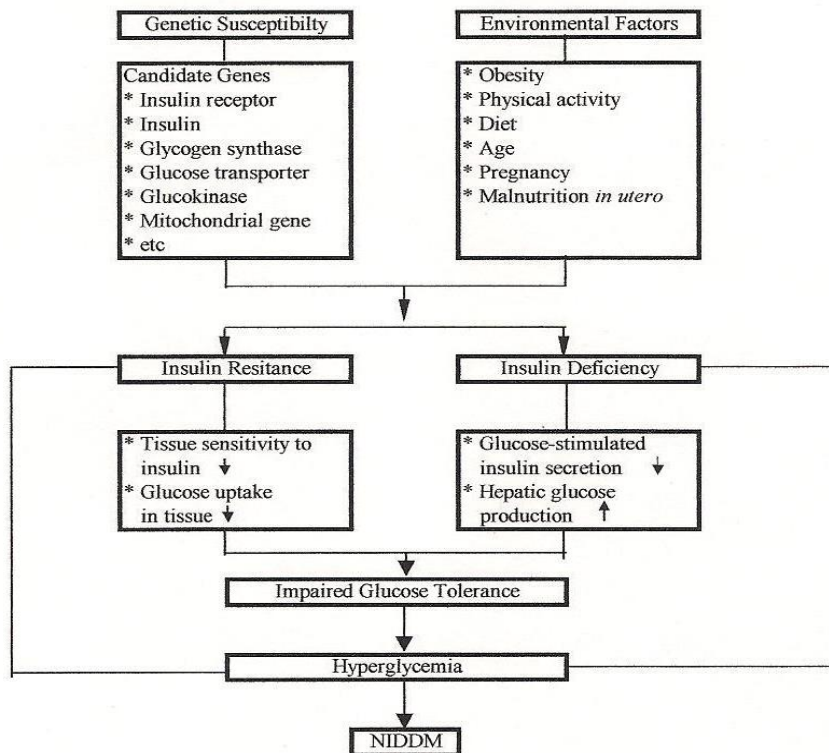 Genetic Susceptibilty
Environmental Factors
Candidate Genes
* Insulin receptor
* Insulin
* Glycogen synthase
* Glucose transporter
* Glucokinase
* Mitochondrial gene
* etc
* Obesity
* Physical activity
* Diet
* Age
* Pregnancy
* Malnutrition in utero
Insulin Resitance
Insulin Deficiency
* Tissue sensitivity to
insulin ↓
* Glucose uptake
in tissue ↓
* Glucose-stimulated
insulin secretion ↓
* Hepatic glucose
production ↑
Impaired Glucose Tolerance
Hyperglycemia
NIDDM